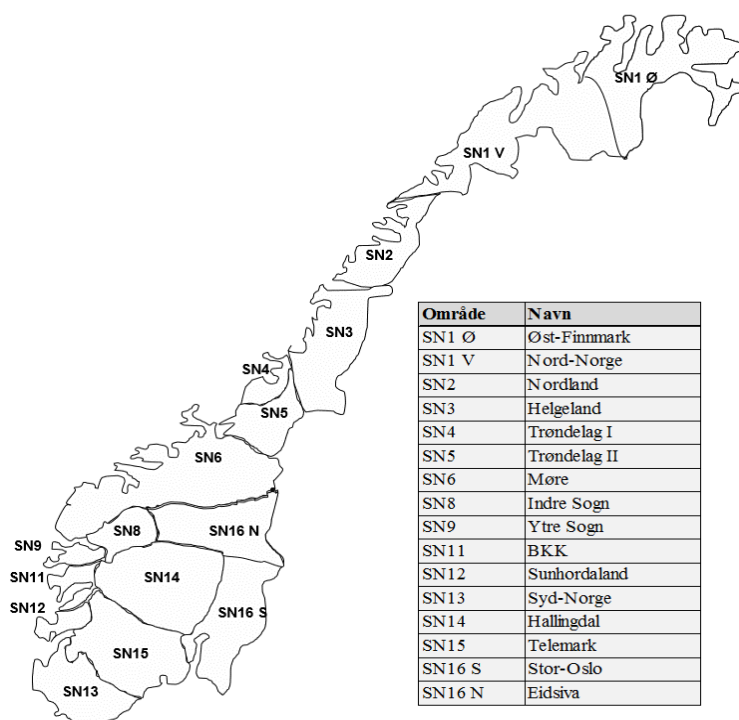 SN1 Ø
SN1 V
SN2
SN3
SN4
SN5
SN6
SN8
SN16 N
SN9
SN11
SN14
SN12
SN16 S
SN15
SN13
Område Navn
SN1 Ø Øst-Finnmark
SN1 V Nord-Norge
SN2 Nordland
SN3 Helgeland
SN4 Trøndelag I
SN5 Trøndelag II
SN6 Møre
SN8 Indre Sogn
SN9 Ytre Sogn
SN11 BKK
SN12 Sunhordaland
SN13 Syd-Norge
SN14 Hallingdal
SN15 Telemark
SN16 S Stor-Oslo
SN16 N Eidsiva